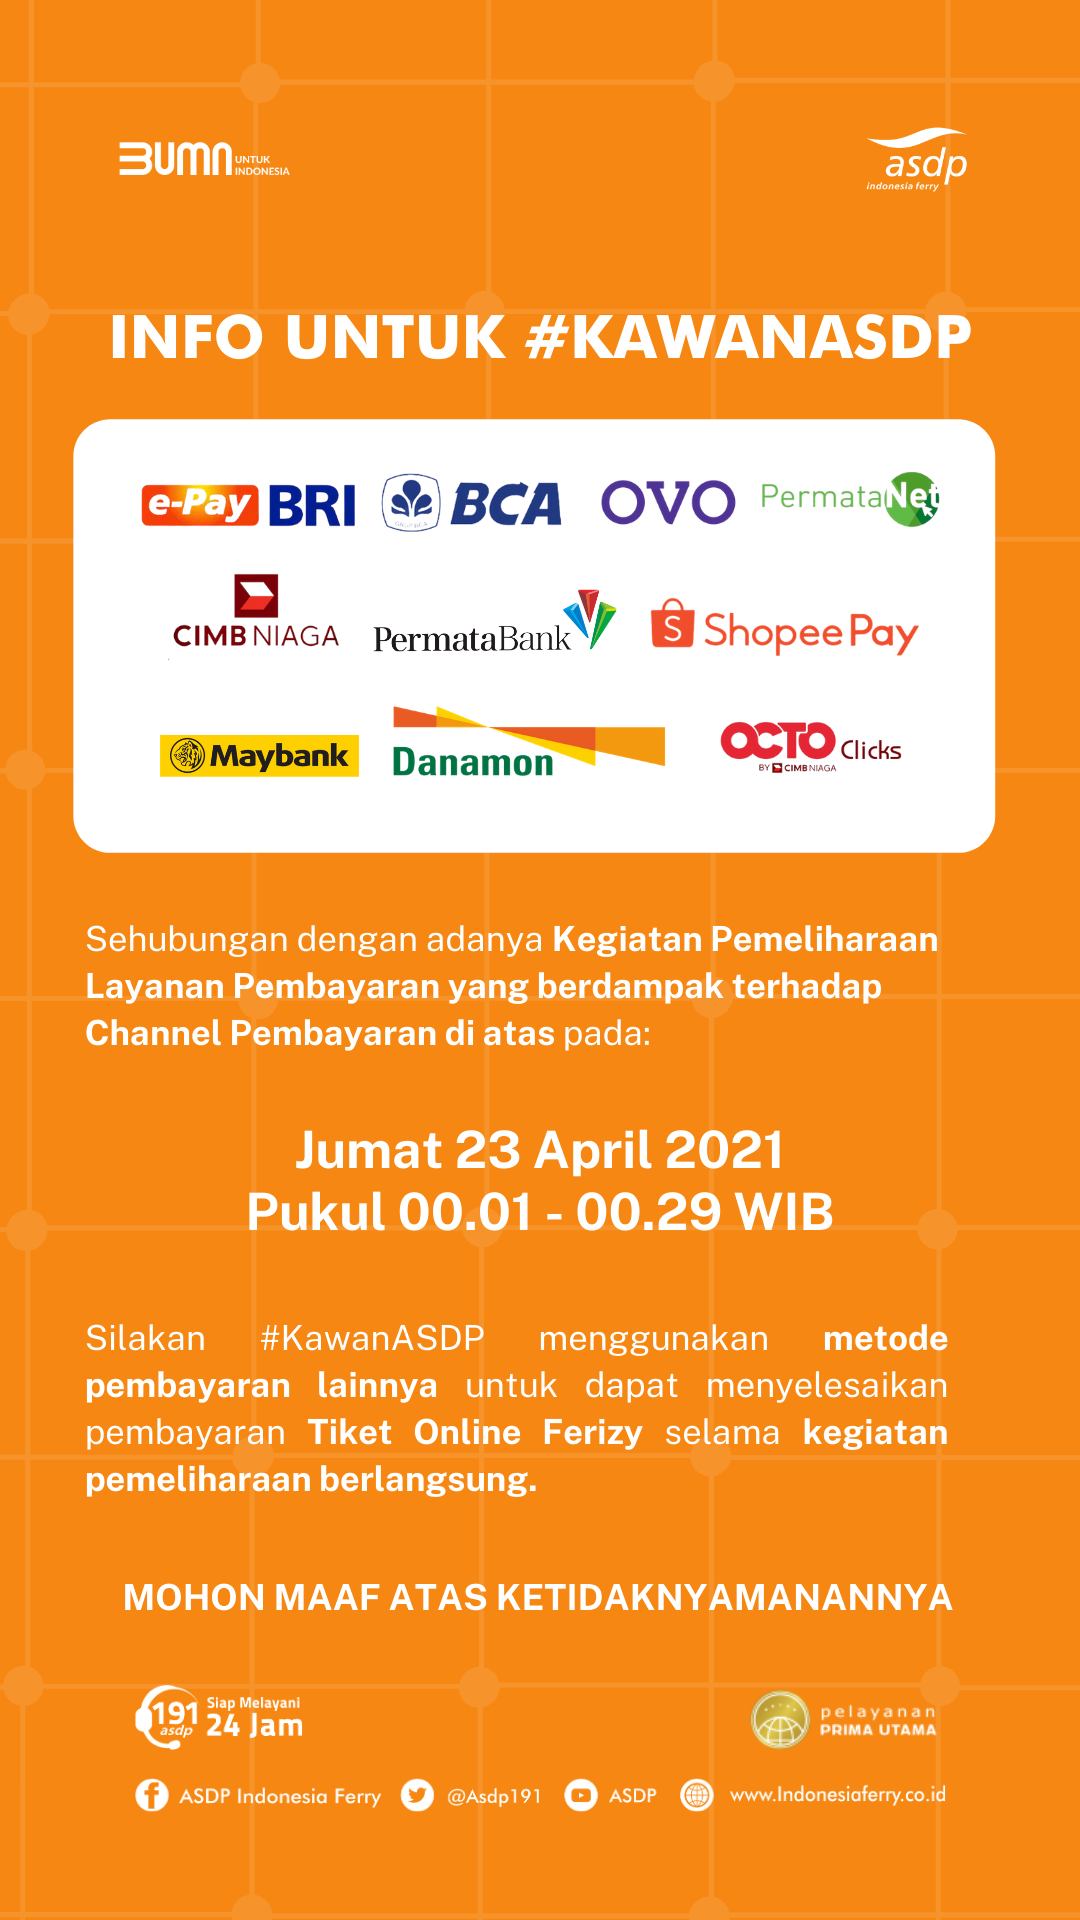 BUMN UNTUK INDONESIA
asdp
indonesia ferry
INFO UNTUK #KAWANASDP
e-Pay BRI BCA OVO PermataNet
CIMB NIAGA PermataBank ShopeePay
Maybank Danamon OCTO Clicks
BY CIMB NIAGA
Sehubungan dengan adanya Kegiatan Pemeliharaan
Layanan Pembayaran yang berdampak terhadap
Channel Pembayaran di atas pada:
Jumat 23 April 2021
Pukul 00.01 - 00.29 WIB
Silakan #KawanASDP menggunakan metode
pembayaran lainnya untuk dapat menyelesaikan
pembayaran Tiket Online Ferizy selama kegiatan
pemeliharaan berlangsung.
MOHON MAAF ATAS KETIDAKNYAMANANNYA
191 asdp Siap Melayani 24 Jam
pelayanan
PRIMA UTAMA
ASDP Indonesia Ferry @Asdp191 ASDP www.Indonesiaferry.co.id